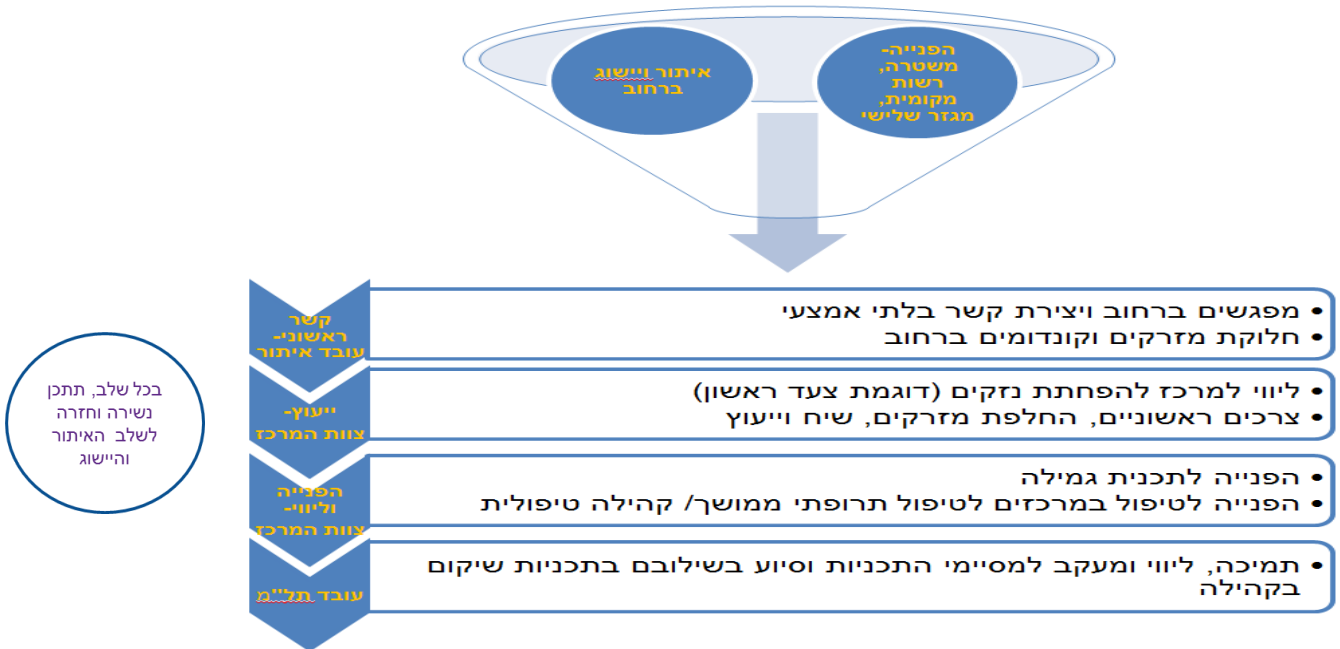 הפנייה-
משטרה,
רשות
מקומית,
מגזר שלישי
איתור ויישוג
ברחוב
קשר
ראשוני-
עובד איתור
• מפגשים ברחוב ויצירת קשר בלתי אמצעי
• חלוקת מזרקים וקונדומים ברחוב
ייעוץ-
צוות המרכז
• ליווי למרכז להפחתת נזקים (דוגמת צעד ראשון)
• צרכים ראשוניים, החלפת מזרקים, שיח וייעוץ
הפנייה
וליווי-
צוות המרכז
• הפנייה לתכנית גמילה
• הפנייה לטיפול במרכזים לטיפול תרופתי ממושך/ קהילה טיפולית
עובד תל"מ
• תמיכה, ליווי ומעקב למסיימי התכניות וסיוע בשילובם בתכניות שיקום
בקהילה
בכל שלב, תתכן
נשירה וחזרה
לשלב האיתור
והיישוג